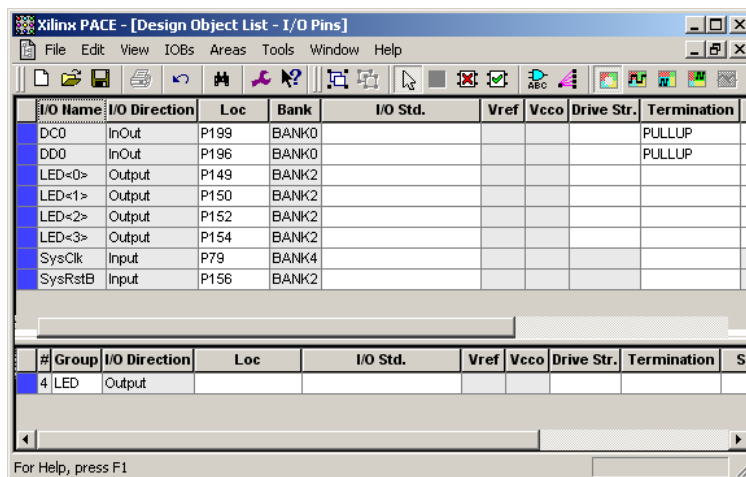 Xilinx PACE - [Design Object List - I/O Pins]
File Edit View IOBs Areas Tools Window Help
ABC
I/O Name I/O Direction Loc Bank I/O Std. Vref Vcco Drive Str. Termination
DC0 InOut P199 BANK0 PULLUP
DD0 InOut P196 BANK0 PULLUP
LED<0> Output P149 BANK2
LED<1> Output P150 BANK2
LED<2> Output P152 BANK2
LED<3> Output P154 BANK2
SysClk Input P79 BANK4
SysRstB Input P156 BANK2
# Group I/O Direction Loc I/O Std. Vref Vcco Drive Str. Termination S
4 LED Output
For Help, press F1